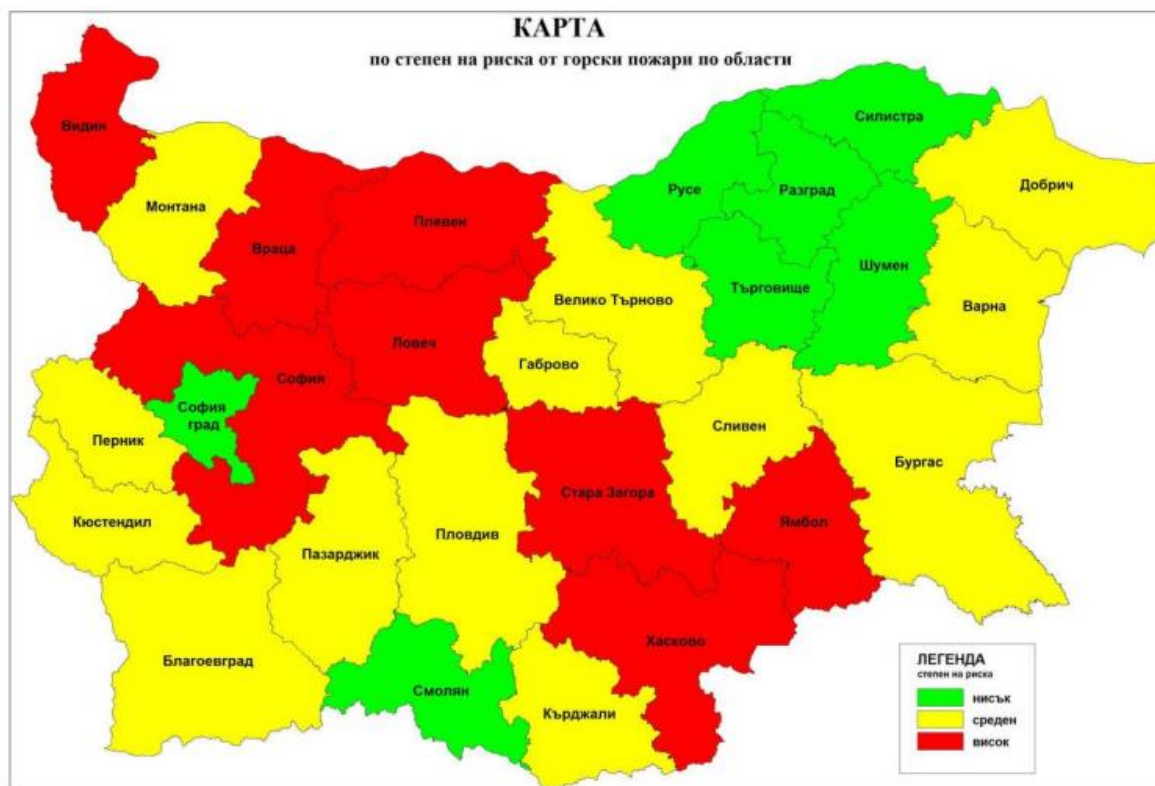 КАРТА
по степен на риска от горски пожари по области
Видин
Монтана
Враца
Плевен
Ловеч
София
София
град
Перник
Кюстендил
Благоевград
Пазарджик
Пловдив
Смолян
Кърджали
Хасково
Стара Загора
Ямбол
Сливен
Бургас
Габрово
Велико Търново
Русе
Разград
Силистра
Търговище
Шумен
Добрич
Варна
ЛЕГЕНДА
степен на риска
нисък
среден
висок